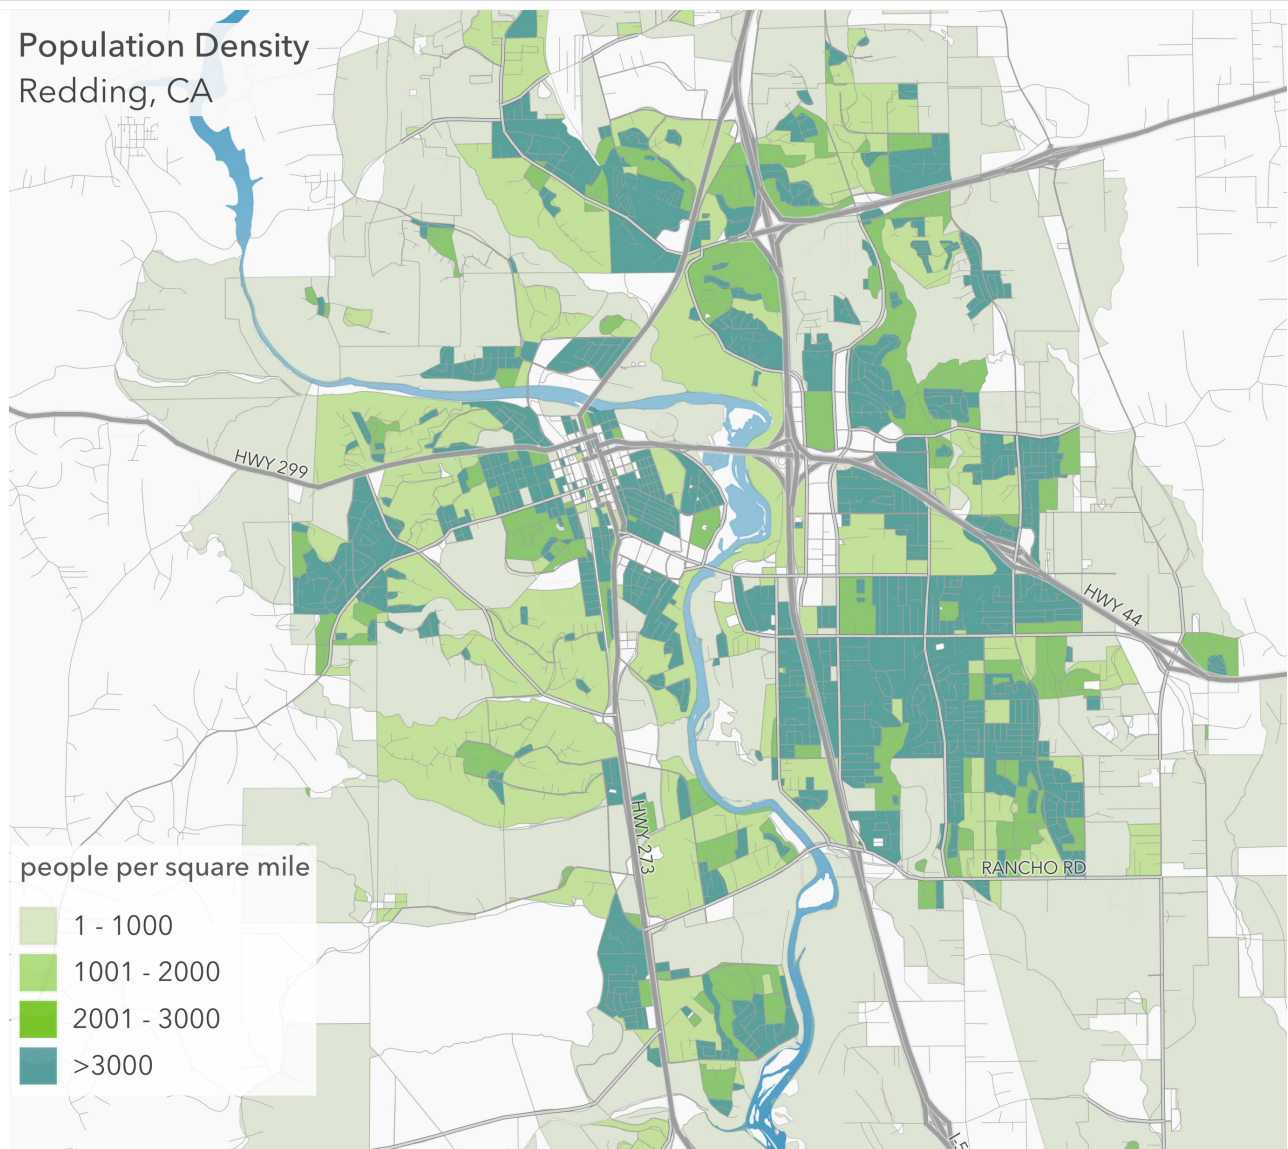 Population Density
Redding, CA
HWY 299
HWY 44
HWY 273
RANCHO RD
people per square mile
1 - 1000
1001 - 2000
2001 - 3000
>3000
I-5